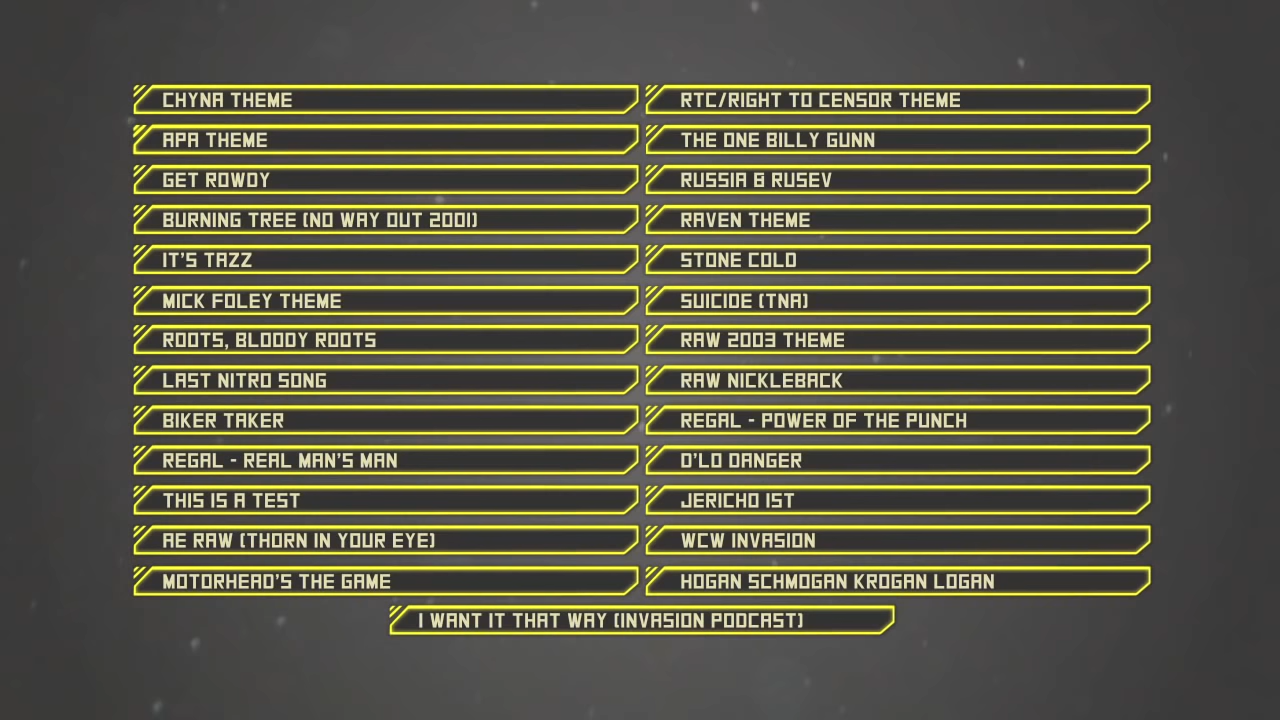 CHYNA THEME
APA THEME
GET ROWDY
BURNING TREE (NO WAY OUT 2001)
IT'S TAZZ
MICK FOLEY THEME
ROOTS, BLOODY ROOTS
LAST NITRO SONG
BIKER TAKER
REGAL - REAL MAN'S MAN
THIS IS A TEST
AE RAW (THORN IN YOUR EYE)
MOTORHEAD'S THE GAME
RTC/RIGHT TO CENSOR THEME
THE ONE BILLY GUNN
RUSSIA & RUSEV
RAVEN THEME
STONE COLD
SUICIDE (TNA)
RAW 2003 THEME
RAW NICKLEBACK
REGAL - POWER OF THE PUNCH
D'LO DANGER
JERICHO 1ST
WCW INVASION
HOGAN SCHMOGAN KROGAN LOGAN
I WANT IT THAT WAY (INVASION PODCAST)